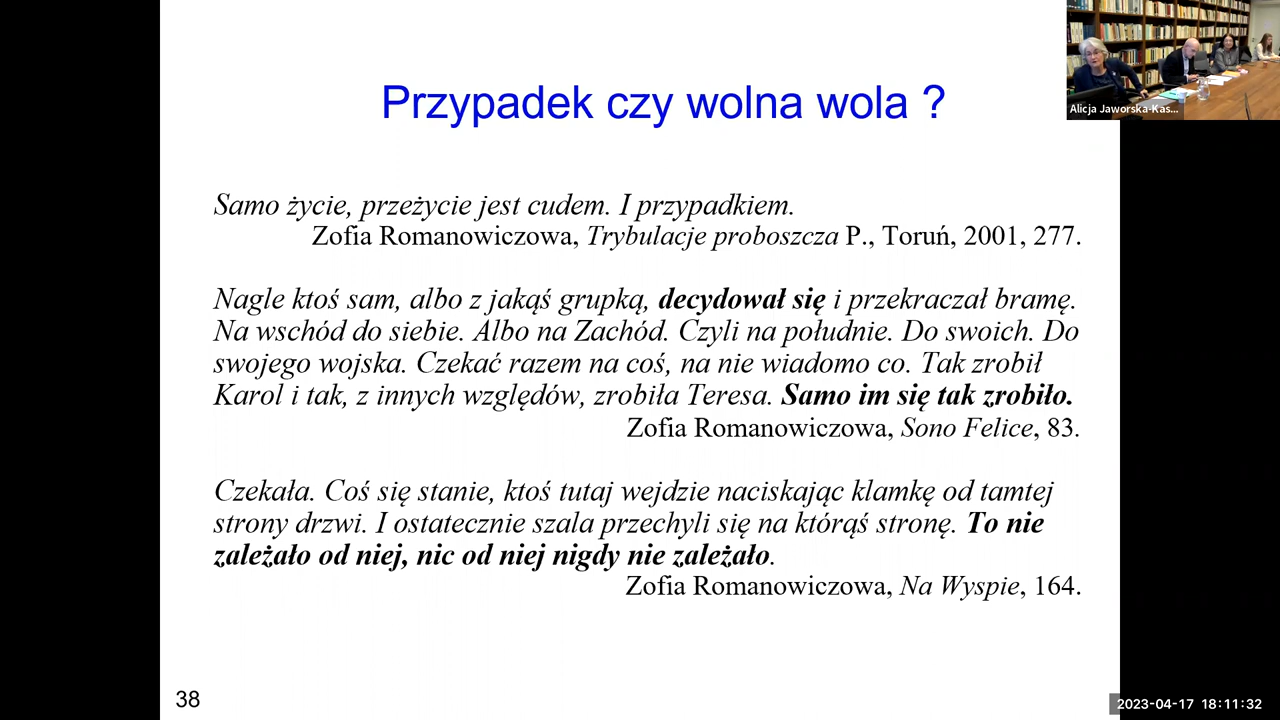 Przypadek czy wolna wola ?
Alicja Jaworska-Kas...
Samo życie, przeżycie jest cudem. I przypadkiem.
Zofia Romanowiczowa, Trybulacje proboszcza P., Toruń, 2001, 277.
Nagle ktoś sam, albo z jakąś grupką, decydował się i przekraczał bramę.
Na wschód do siebie. Albo na Zachód. Czyli na południe. Do swoich. Do
swojego wojska. Czekać razem na coś, na nie wiadomo co. Tak zrobił
Karol i tak, z innych względów, zrobiła Teresa. Samo im się tak zrobiło.
Zofia Romanowiczowa, Sono Felice, 83.
Czekała. Coś się stanie, ktoś tutaj wejdzie naciskając klamkę od tamtej
strony drzwi. I ostatecznie szala przechyli się na którąś stronę. To nie
zależało od niej, nic od niej nigdy nie zależało.
Zofia Romanowiczowa, Na Wyspie, 164.
38
2023-04-17 18:11:32